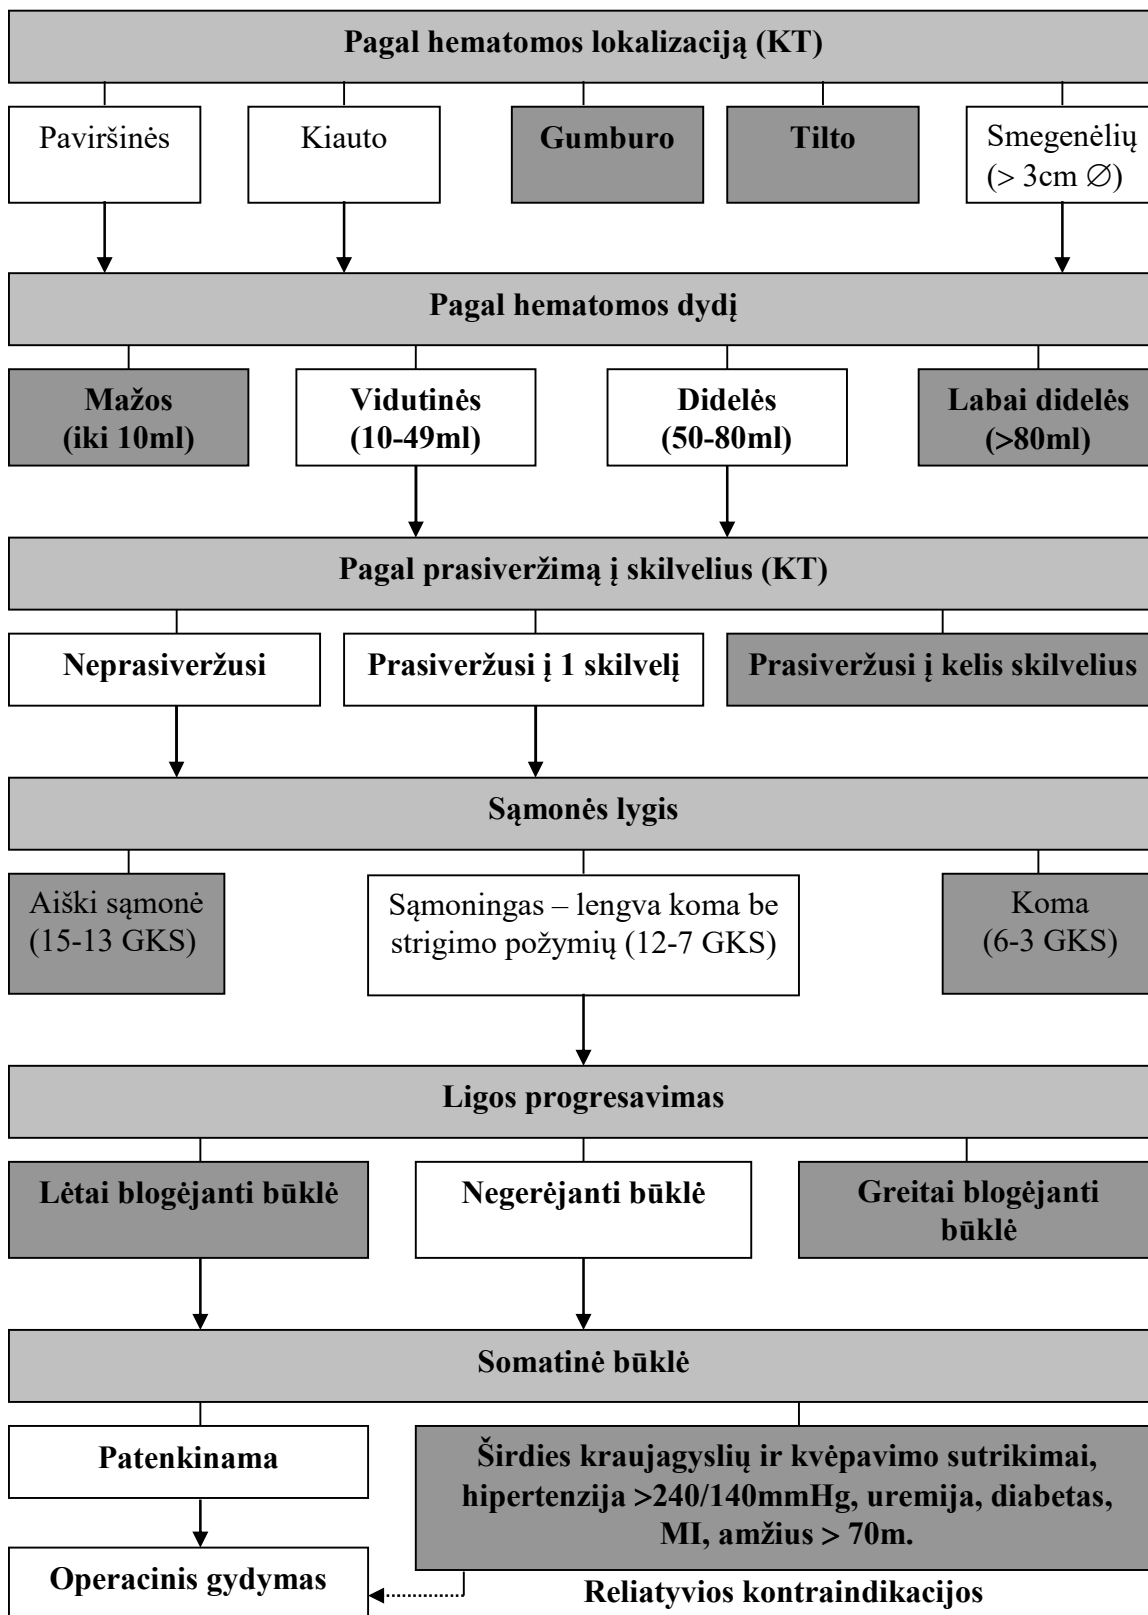 Pagal hematomos lokalizaciją (KT)
Paviršinės
Kiauto
Gumburo
Tilto
Smegenėlių
(> 3cm ∅)
Pagal hematomos dydį
Mažos
(iki 10ml)
Vidutinės
(10-49ml)
Didelės
(50-80ml)
Labai didelės
(>80ml)
Pagal prasiveržimą į skilvelius (KT)
Neprasiveržusi
Prasiveržusi į 1 skilvelį
Prasiveržusi į kelis skilvelius
Sąmonės lygis
Aiški sąmonė
(15-13 GKS)
Sąmoningas – lengva koma be
strigimo požymių (12-7 GKS)
Koma
(6-3 GKS)
Ligos progresavimas
Lėtai blogėjanti būklė
Negerėjanti būklė
Greitai blogėjanti
būklė
Somatinė būklė
Patenkinama
Širdies kraujagyslių ir kvėpavimo sutrikimai,
hipertenzija >240/140mmHg, uremija, diabetas,
MI, amžius > 70m.
Operacinis gydymas
Reliatyvios kontraindikacijos